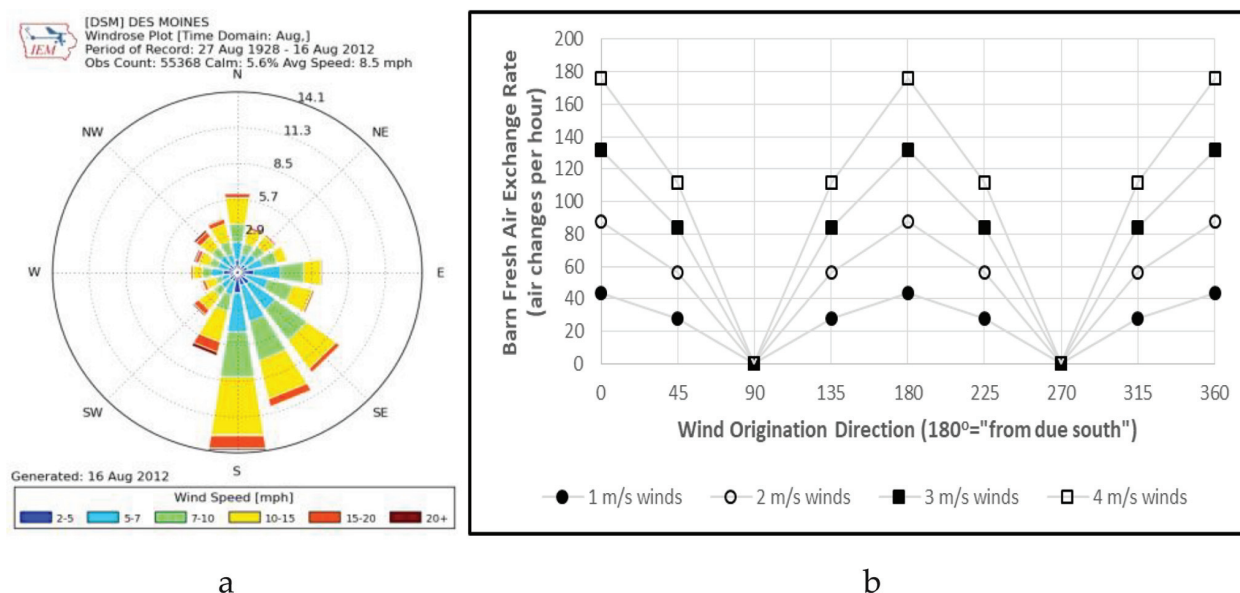 [DSM] DES MOINES
Windrose Plot [Time Domain: Aug,]
Period of Record: 27 Aug 1928 - 16 Aug 2012
Obs Count: 55368 Calm: 5.6% Avg Speed: 8.5 mph
IEM
N
14.1
11.3
NW
NE
8.5
5.7
2.9
W
E
SW
SE
S
Generated: 16 Aug 2012
Wind Speed [mph]
2-5 5-7 7-10 10-15 15-20 20+
a
Barn Fresh Air Exchange Rate
(air changes per hour)
200
180
160
140
120
100
80
60
40
20
0
0 45 90 135 180 225 270 315 360
Wind Origination Direction (180º="from due south")
1 m/s winds 2 m/s winds 3 m/s winds 4 m/s winds
b